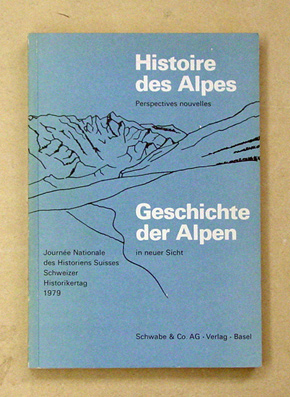 Histoire
des Alpes
Perspectives nouvelles
Geschichte
der Alpen
in neuer Sicht
Journée Nationale
des Historiens Suisses
Schweizer
Historikertag
1979
Schwabe & Co. AG · Verlag · Basel